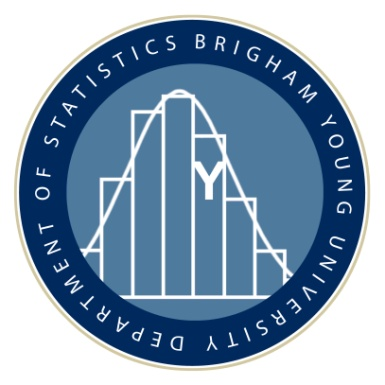 DEPARTMENT OF STATISTICS BRIGHAM YOUNG UNIVERSITY
Y